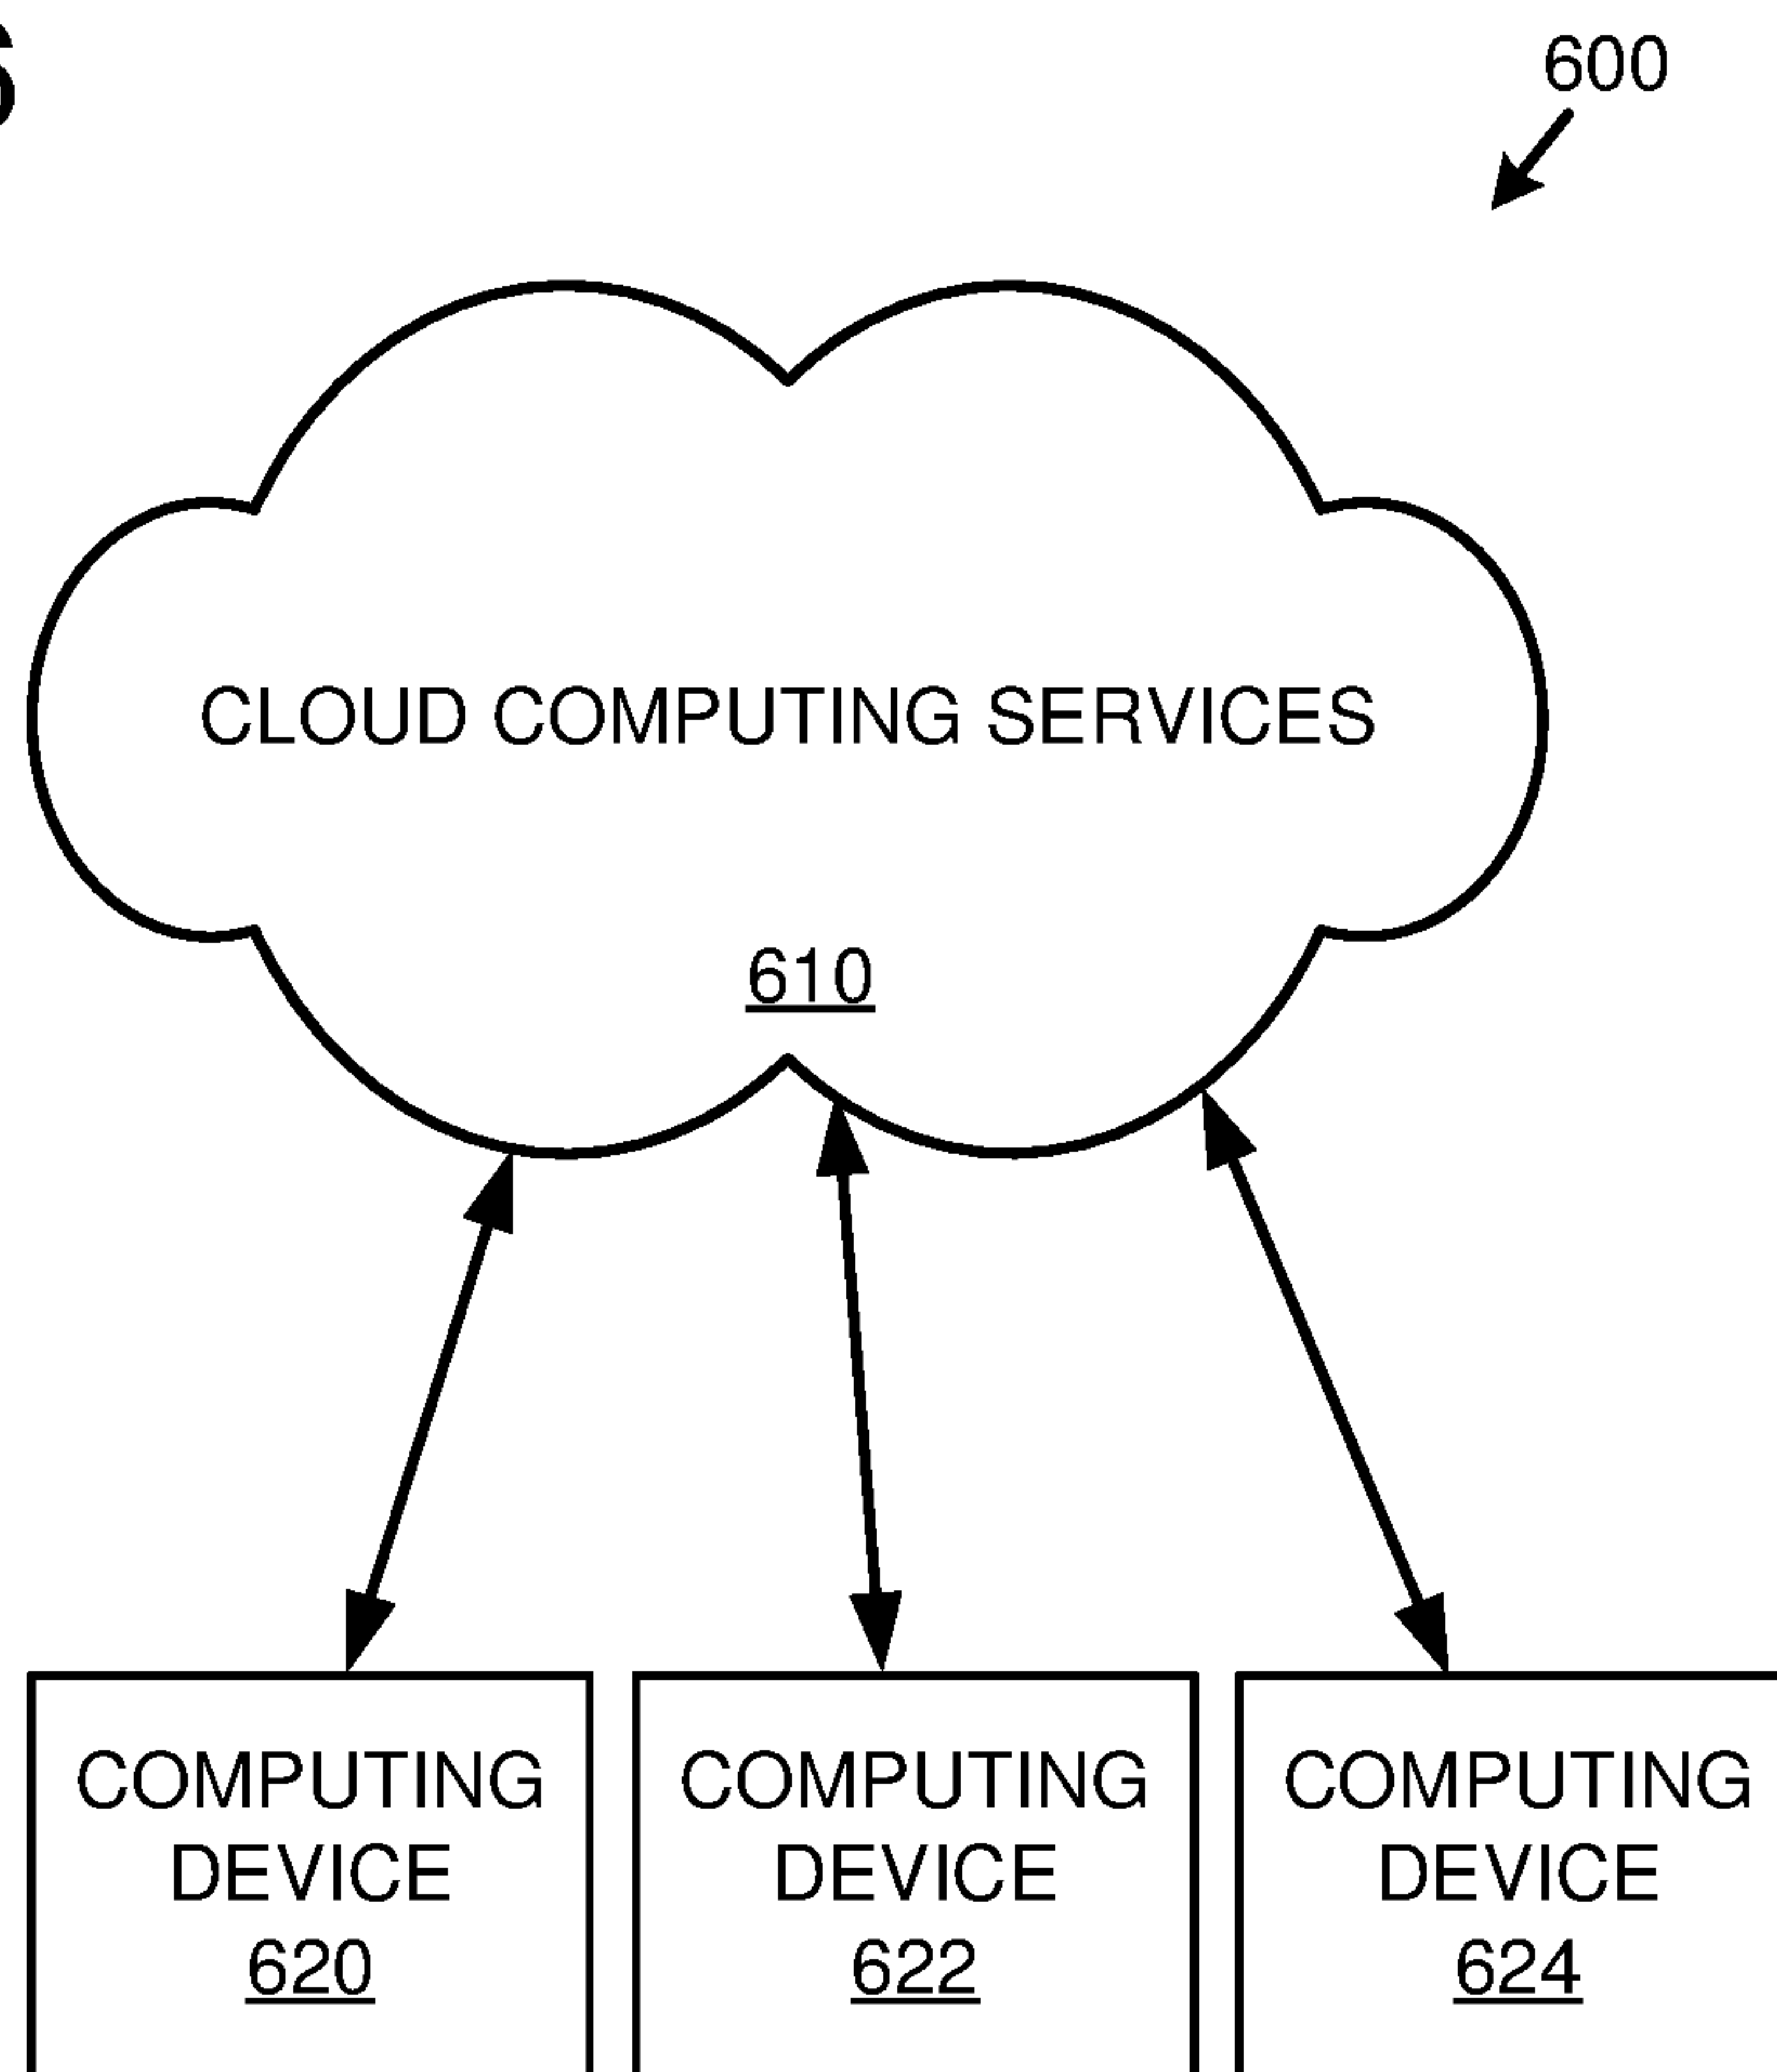 600
CLOUD COMPUTING SERVICES
610
COMPUTING
DEVICE
620
COMPUTING
DEVICE
622
COMPUTING
DEVICE
624